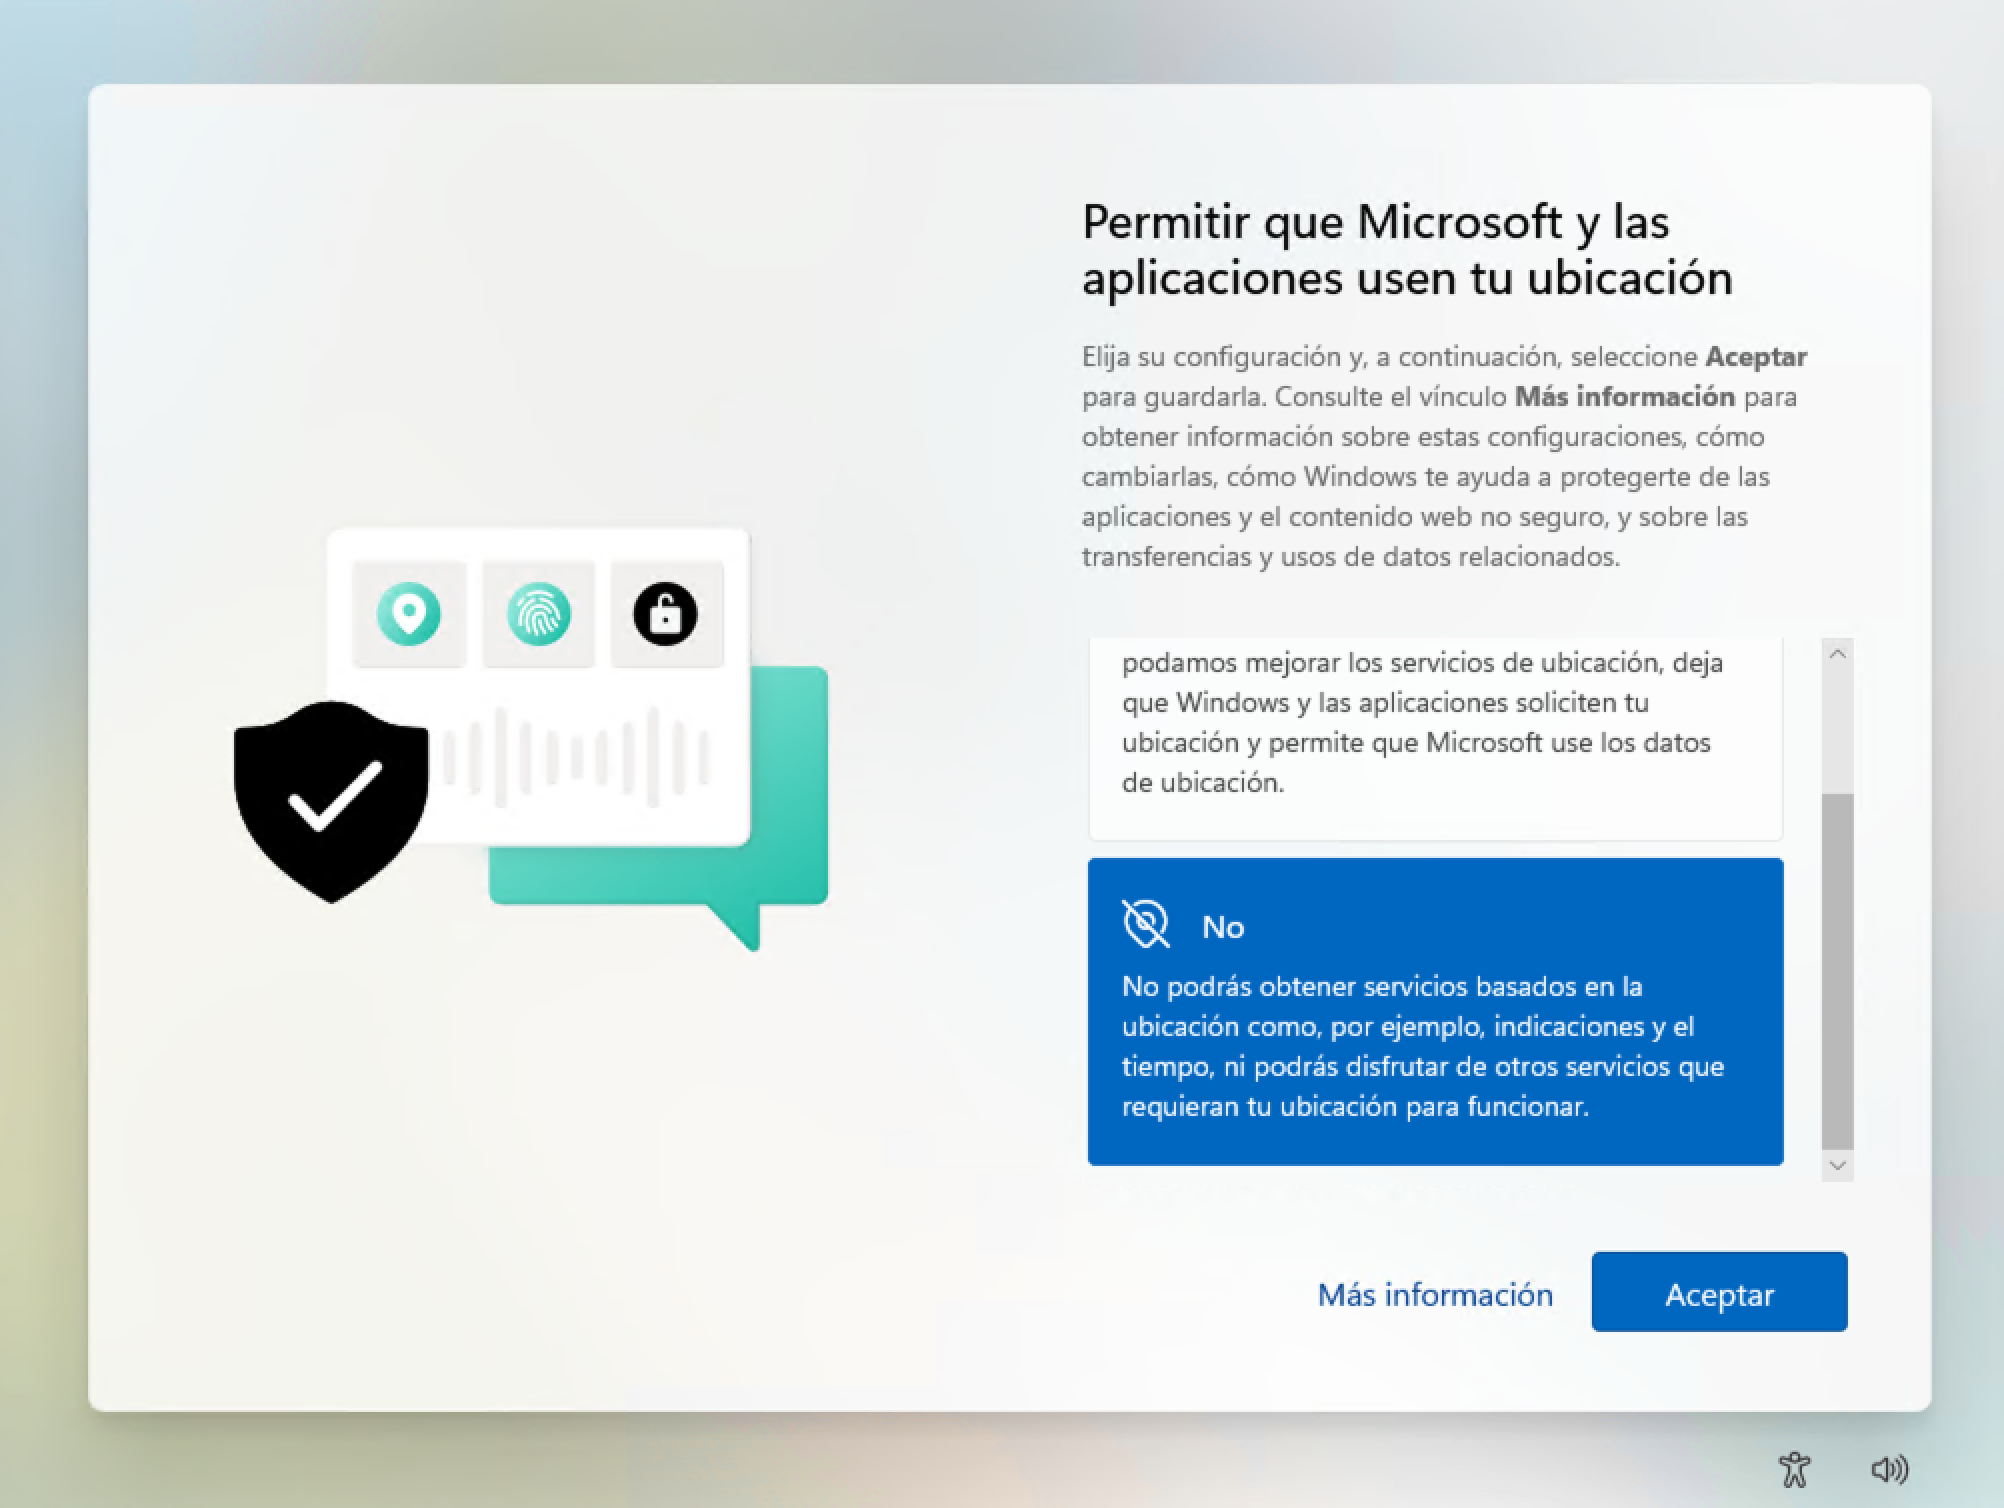 Permitir que Microsoft y las
aplicaciones usen tu ubicación
Elija su configuración y, a continuación, seleccione Aceptar
para guardarla. Consulte el vínculo Más información para
obtener información sobre estas configuraciones, cómo
cambiarlas, cómo Windows te ayuda a protegerte de las
aplicaciones y el contenido web no seguro, y sobre las
transferencias y usos de datos relacionados.
podamos mejorar los servicios de ubicación, deja
que Windows y las aplicaciones soliciten tu
ubicación y permite que Microsoft use los datos
de ubicación.
No
No podrás obtener servicios basados en la
ubicación como, por ejemplo, indicaciones y el
tiempo, ni podrás disfrutar de otros servicios que
requieran tu ubicación para funcionar.
Más información
Aceptar